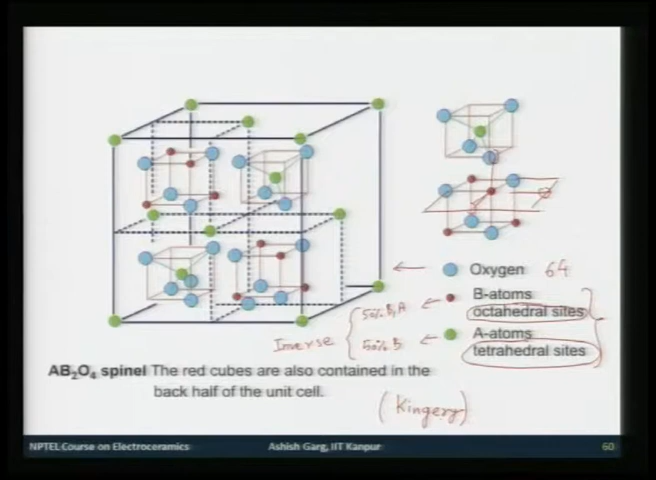 Oxygen 64
B-atoms
octahedral sites
50% B, A
A-atoms
Inverse
50% B
tetrahedral sites
AB₂O₄ spinel The red cubes are also contained in the
back half of the unit cell.
(Kingery)
NPTEL Course on Electroceramics Ashish Garg, IIT Kanpur 60